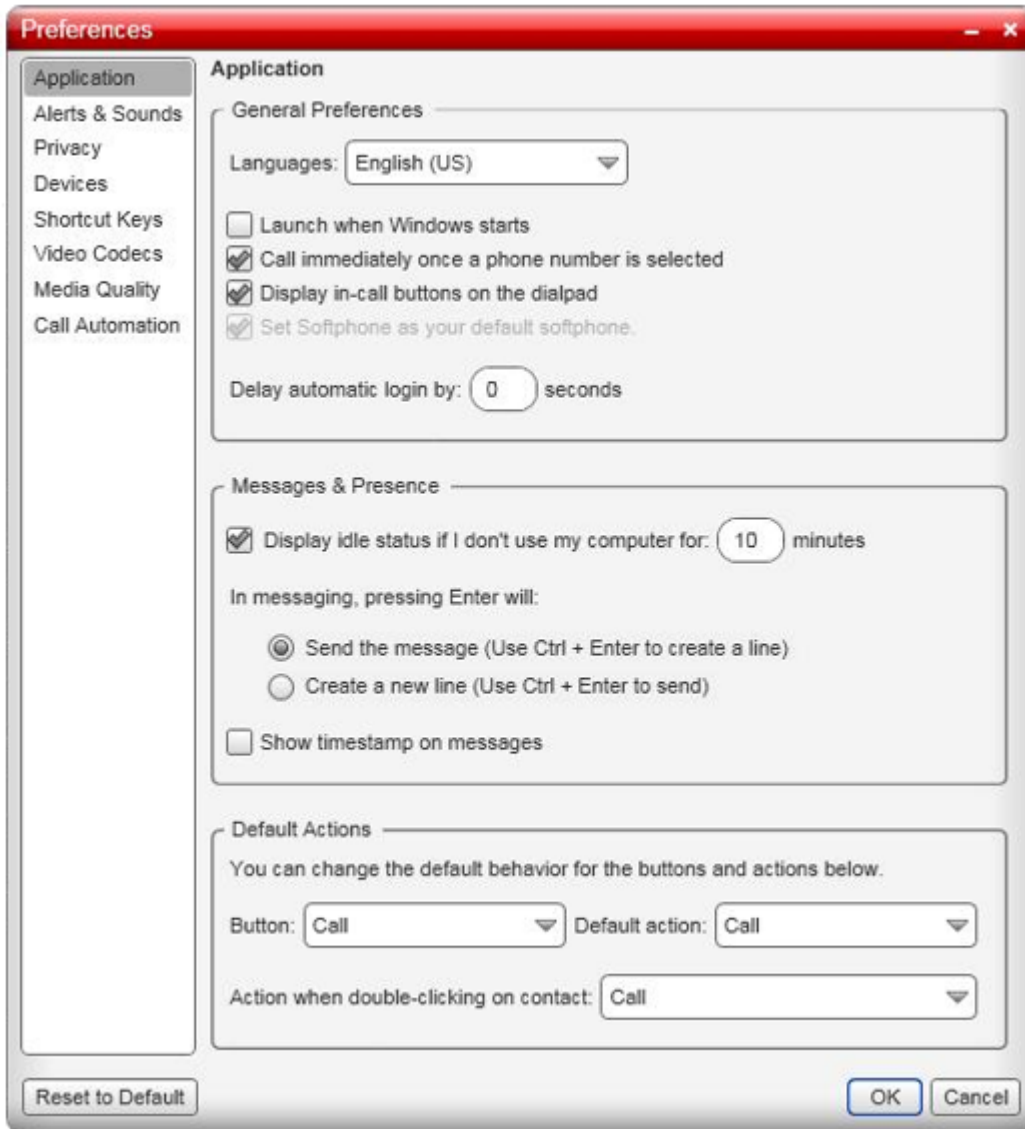 Preferences
Application
Alerts & Sounds
Privacy
Devices
Shortcut Keys
Video Codecs
Media Quality
Call Automation
Application
General Preferences
Languages: English (US)
Launch when Windows starts
Call immediately once a phone number is selected
Display in-call buttons on the dialpad
Set Softphone as your default softphone.
Delay automatic login by: 0 seconds
Messages & Presence
Display idle status if I don't use my computer for: 10 minutes
In messaging, pressing Enter will:
Send the message (Use Ctrl + Enter to create a line)
Create a new line (Use Ctrl + Enter to send)
Show timestamp on messages
Default Actions
You can change the default behavior for the buttons and actions below.
Button: Call Default action: Call
Action when double-clicking on contact: Call
Reset to Default OK Cancel